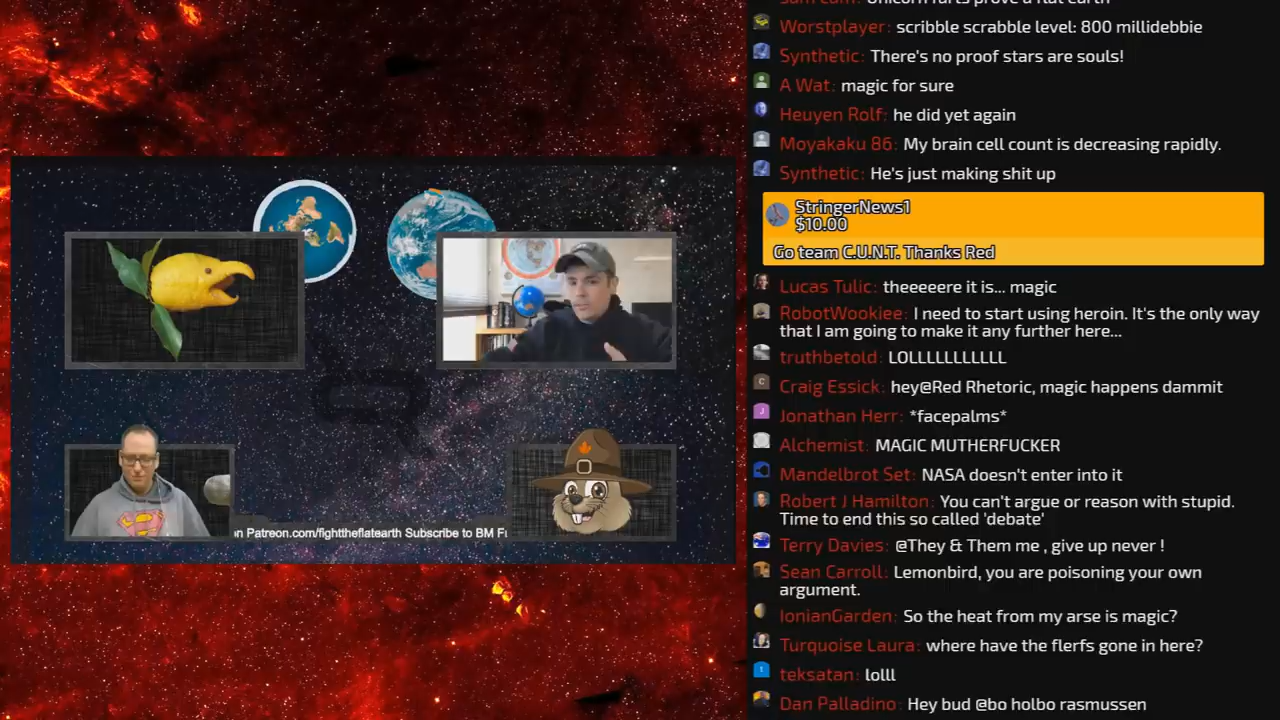 Worstplayer: scribble scrabble level: 800 millidebbie
Synthetic: There's no proof stars are souls!
A Wat: magic for sure
Heuyen Rolf: he did yet again
Moyakaku 86: My brain cell count is decreasing rapidly.
Synthetic: He's just making shit up
StringerNews1
$10.00
Go team C.U.N.T. Thanks Red
Lucas Tulic: theeeeere it is... magic
RobotWookiee: I need to start using heroin. It's the only way
that I am going to make it any further here...
truthbetold: LOLLLLLLLLLLL
Craig Essick: hey@Red Rhetoric, magic happens dammit
Jonathan Herr: *facepalms*
Alchemist: MAGIC MUTHERFUCKER
Mandelbrot Set: NASA doesn't enter into it
Robert J Hamilton: You can't argue or reason with stupid.
Time to end this so called 'debate'
Terry Davies: @They & Them me , give up never !
Sean Carroll: Lemonbird, you are poisoning your own
argument.
IonianGarden: So the heat from my arse is magic?
Turquoise Laura: where have the flerfs gone in here?
teksatan: lolll
Dan Palladino: Hey bud @bo holbo rasmussen
n Patreon.com/fighttheflatearth Subscribe to BM Fu